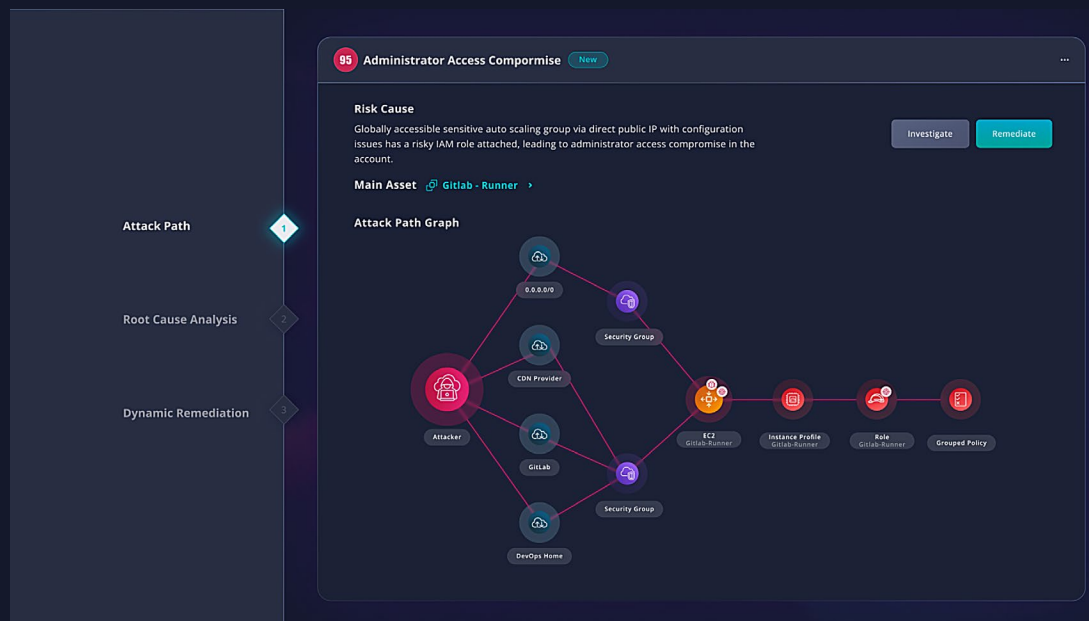 95 Administrator Access Compormise New
...
Risk Cause
Globally accessible sensitive auto scaling group via direct public IP with configuration
issues has a risky IAM role attached, leading to administrator access compromise in the
account.
Investigate
Remediate
Main Asset Gitlab - Runner >
Attack Path Graph
Attack Path
1
Root Cause Analysis
2
Dynamic Remediation
3
0.0.0.0/0
Security Group
CDN Provider
Attacker
GitLab
Security Group
DevOps Home
EC2
Gitlab-Runner
Instance Profile
Gitlab-Runner
Role
Gitlab-Runner
Grouped Policy